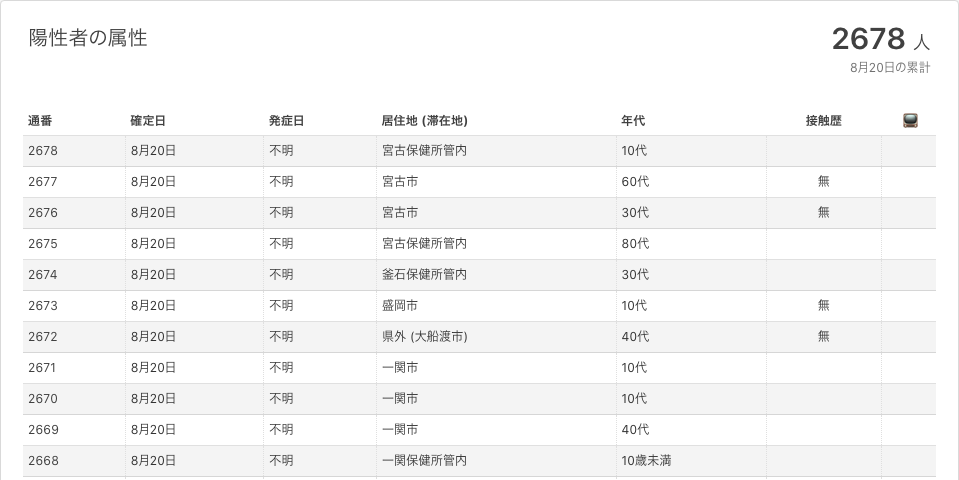 陽性者の属性
2678 人
8月20日の累計
通番 確定日 発症日 居住地 (滞在地) 年代 接触歴
2678 8月20日 不明 宮古保健所管内 10代
2677 8月20日 不明 宮古市 60代 無
2676 8月20日 不明 宮古市 30代 無
2675 8月20日 不明 宮古保健所管内 80代
2674 8月20日 不明 釜石保健所管内 30代
2673 8月20日 不明 盛岡市 10代 無
2672 8月20日 不明 県外 (大船渡市) 40代 無
2671 8月20日 不明 一関市 10代
2670 8月20日 不明 一関市 10代
2669 8月20日 不明 一関市 40代
2668 8月20日 不明 一関保健所管内 10歳未満